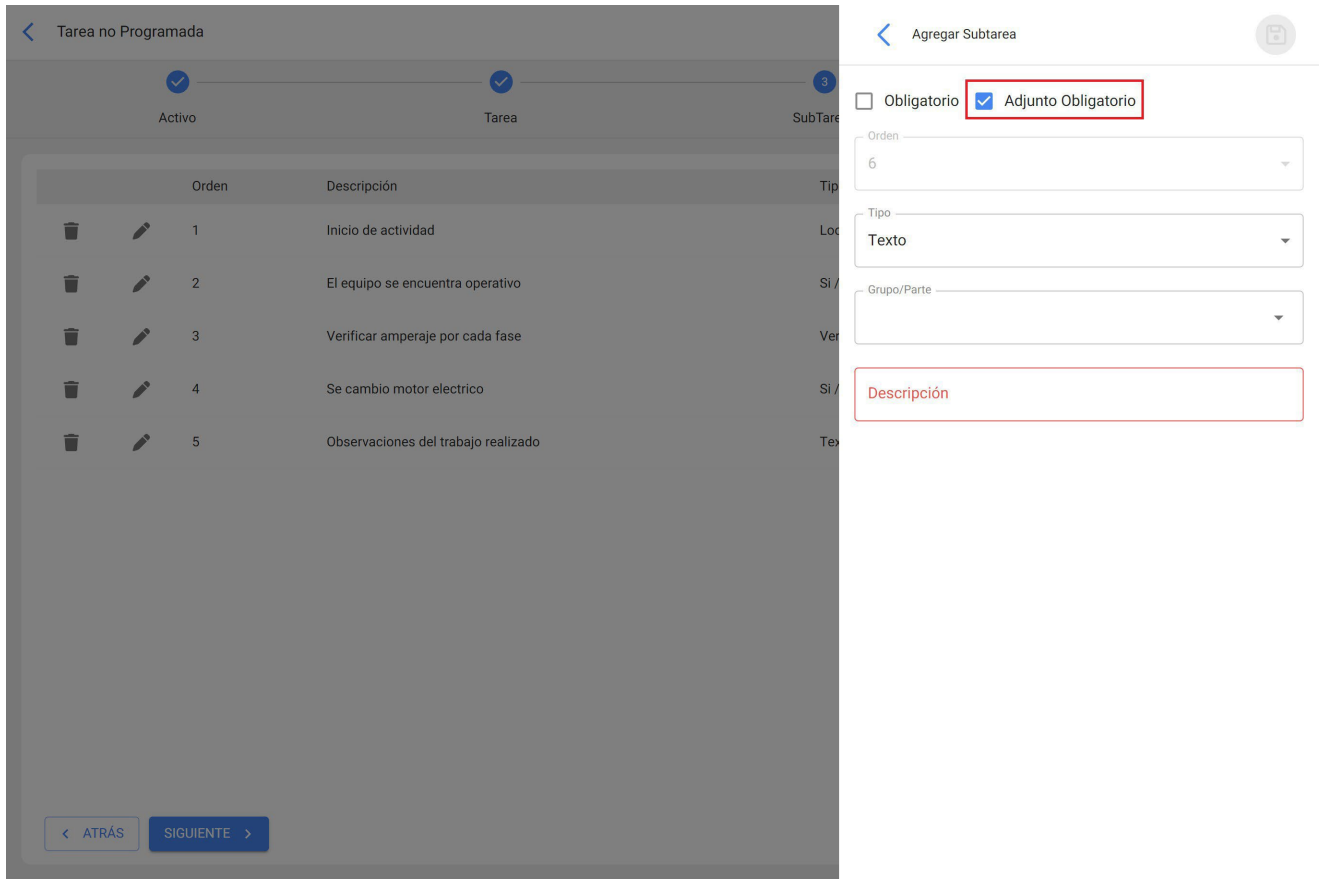 Tarea no Programada
Activo Tarea 3 SubTare
Orden Descripción Tip
1 Inicio de actividad Loc
2 El equipo se encuentra operativo Si /
3 Verificar amperaje por cada fase Ver
4 Se cambio motor electrico Si /
5 Observaciones del trabajo realizado Tex
ATRÁS SIGUIENTE
Agregar Subtarea
Obligatorio Adjunto Obligatorio
Orden
6
Tipo
Texto
Grupo/Parte
Descripción